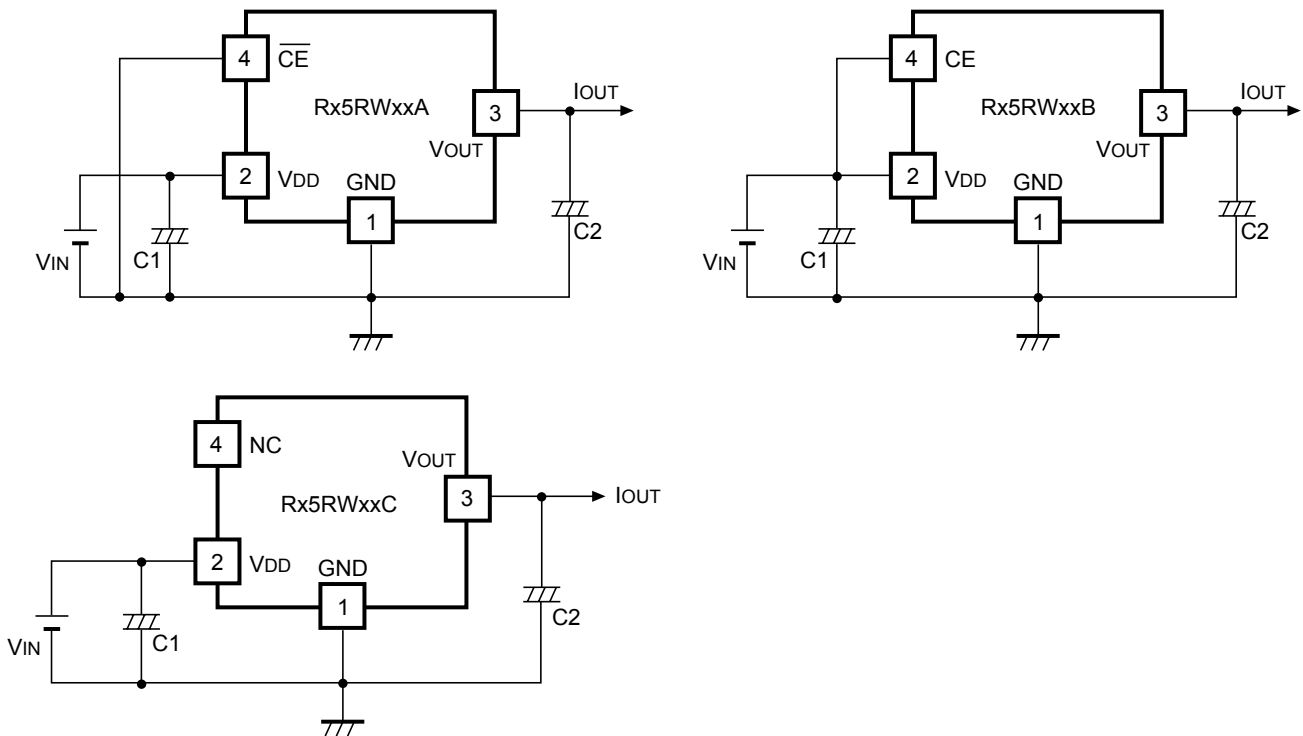 4
C̅E̅
Rx5RWxxA
3
IOUT
VOUT
2
VDD
GND
1
VIN
C1
C2
4
CE
Rx5RWxxB
3
IOUT
VOUT
2
VDD
GND
1
VIN
C1
C2
4
NC
VOUT
3
IOUT
Rx5RWxxC
2
VDD
GND
1
VIN
C1
C2